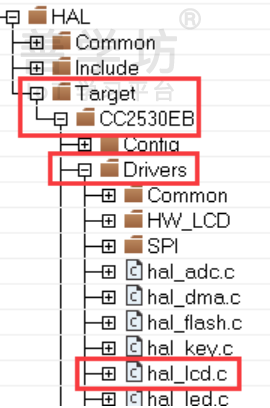 HAL
Common
Include
Target
CC2530EB
Config
Drivers
Common
HW_LCD
SPI
hal_adc.c
hal_dma.c
hal_flash.c
hal_key.c
hal_lcd.c
hal_led.c